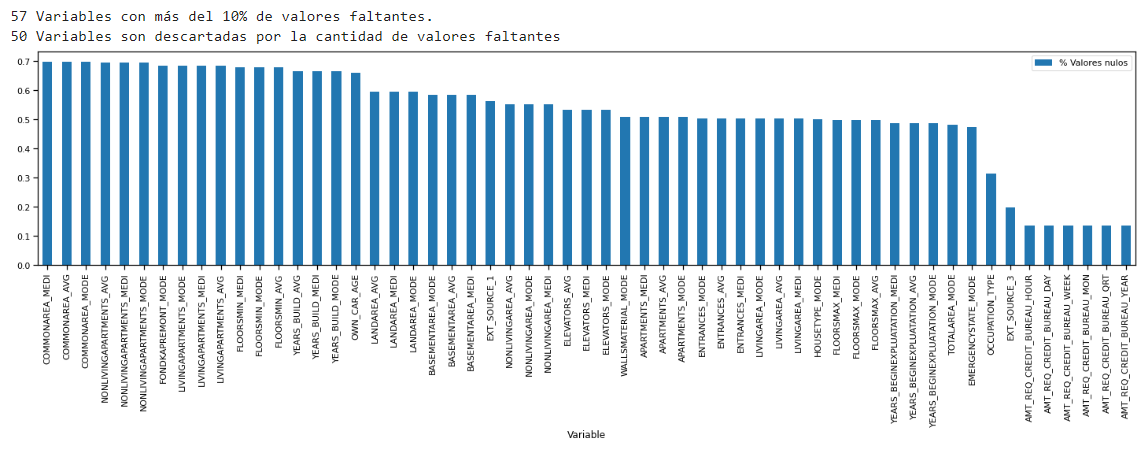 57 Variables con más del 10% de valores faltantes.
50 Variables son descartadas por la cantidad de valores faltantes
% Valores nulos
0.7
0.6
0.5
0.4
0.3
0.2
0.1
0.0
COMMONAREA_MEDI
COMMONAREA_AVG
COMMONAREA_MODE
NONLIVINGAPARTMENTS_AVG
NONLIVINGAPARTMENTS_MEDI
NONLIVINGAPARTMENTS_MODE
FONDKAPREMONT_MODE
LIVINGAPARTMENTS_MODE
LIVINGAPARTMENTS_MEDI
LIVINGAPARTMENTS_AVG
FLOORSMIN_MEDI
FLOORSMIN_MODE
FLOORSMIN_AVG
YEARS_BUILD_AVG
YEARS_BUILD_MEDI
YEARS_BUILD_MODE
OWN_CAR_AGE
LANDAREA_AVG
LANDAREA_MEDI
LANDAREA_MODE
BASEMENTAREA_MODE
BASEMENTAREA_AVG
BASEMENTAREA_MEDI
EXT_SOURCE_1
NONLIVINGAREA_AVG
NONLIVINGAREA_MODE
NONLIVINGAREA_MEDI
ELEVATORS_AVG
ELEVATORS_MEDI
ELEVATORS_MODE
WALLSMATERIAL_MODE
APARTMENTS_MEDI
APARTMENTS_AVG
APARTMENTS_MODE
ENTRANCES_MODE
ENTRANCES_AVG
ENTRANCES_MEDI
LIVINGAREA_MODE
LIVINGAREA_AVG
LIVINGAREA_MEDI
HOUSETYPE_MODE
FLOORSMAX_MEDI
FLOORSMAX_MODE
FLOORSMAX_AVG
YEARS_BEGINEXPLUATATION_MEDI
YEARS_BEGINEXPLUATATION_AVG
YEARS_BEGINEXPLUATATION_MODE
TOTALAREA_MODE
EMERGENCYSTATE_MODE
OCCUPATION_TYPE
EXT_SOURCE_3
AMT_REQ_CREDIT_BUREAU_HOUR
AMT_REQ_CREDIT_BUREAU_DAY
AMT_REQ_CREDIT_BUREAU_WEEK
AMT_REQ_CREDIT_BUREAU_MON
AMT_REQ_CREDIT_BUREAU_QRT
AMT_REQ_CREDIT_BUREAU_YEAR
Variable